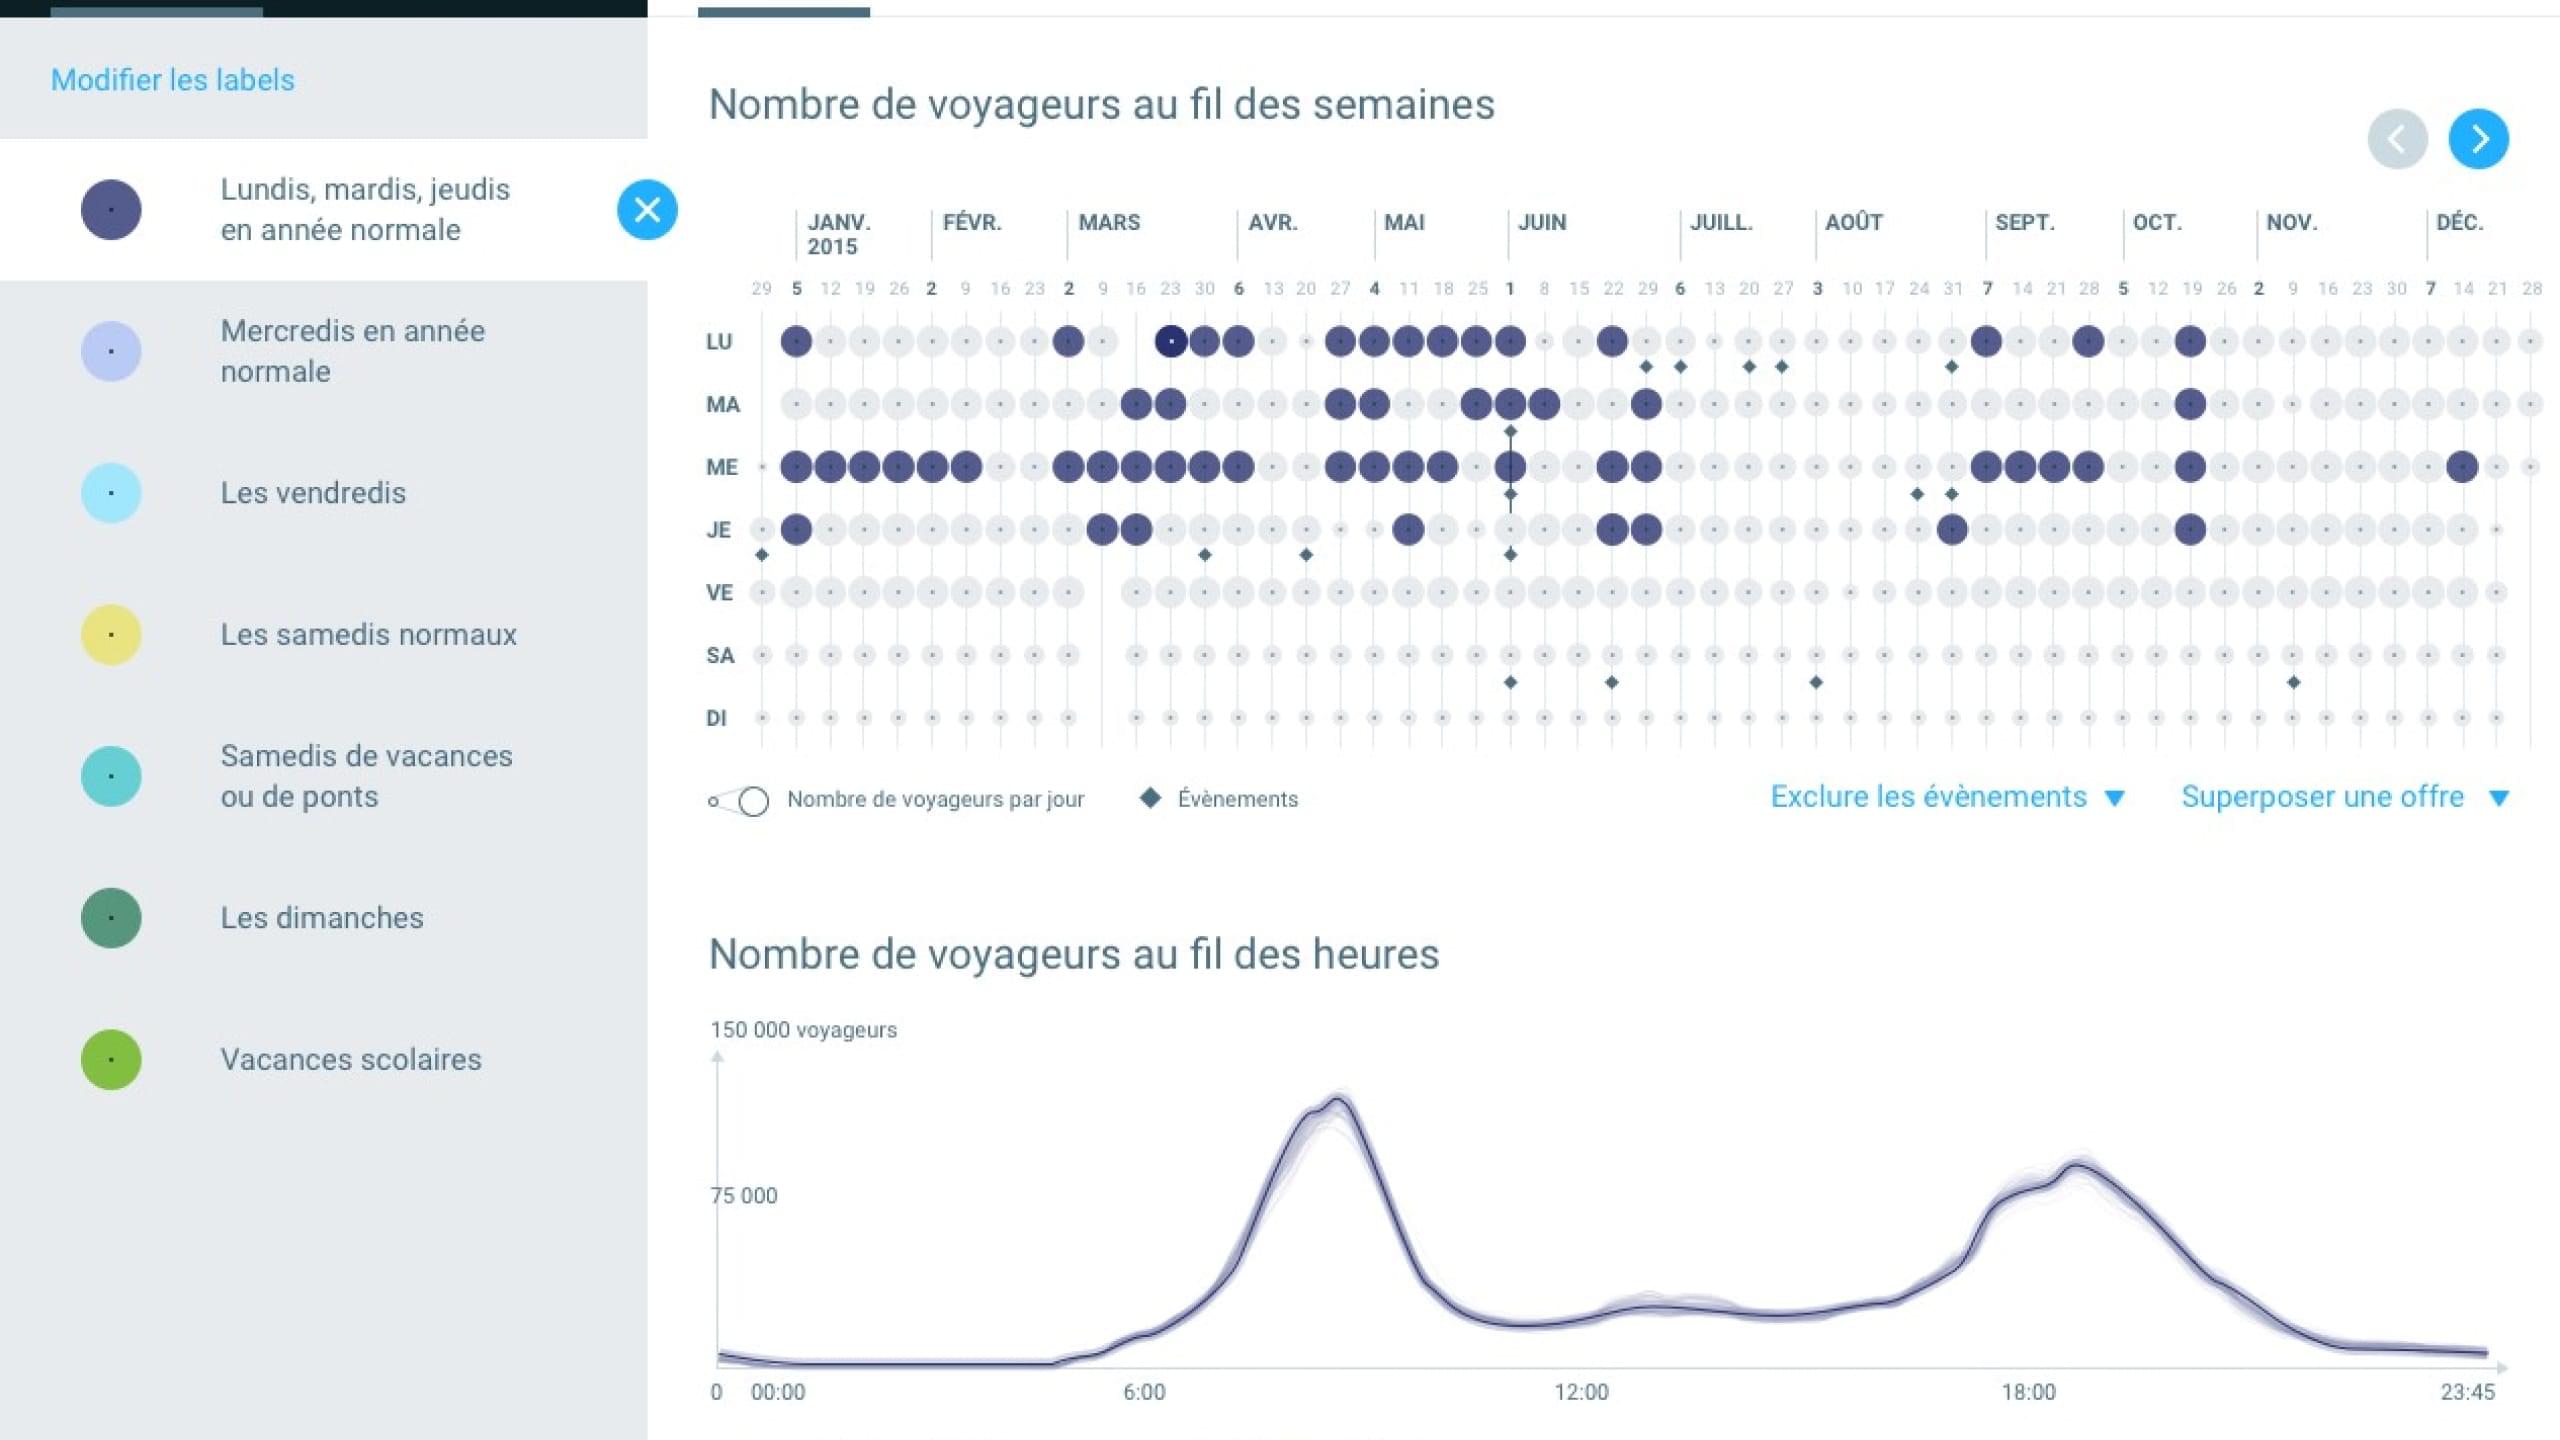 Modifier les labels
Lundis, mardis, jeudis
en année normale
Mercredis en année
normale
Les vendredis
Les samedis normaux
Samedis de vacances
ou de ponts
Les dimanches
Vacances scolaires
Nombre de voyageurs au fil des semaines
JANV. FÉVR. MARS AVR. MAI JUIN JUILL. AOÛT SEPT. OCT. NOV. DÉC.
2015
29 5 12 19 26 2 9 16 23 2 9 16 23 30 6 13 20 27 4 11 18 25 1 8 15 22 29 6 13 20 27 3 10 17 24 31 7 14 21 28 5 12 19 26 2 9 16 23 30 7 14 21 28
LU
MA
ME
JE
VE
SA
DI
Nombre de voyageurs par jour Évènements Exclure les évènements Superposer une offre
Nombre de voyageurs au fil des heures
150 000 voyageurs
75 000
0 00:00 6:00 12:00 18:00 23:45